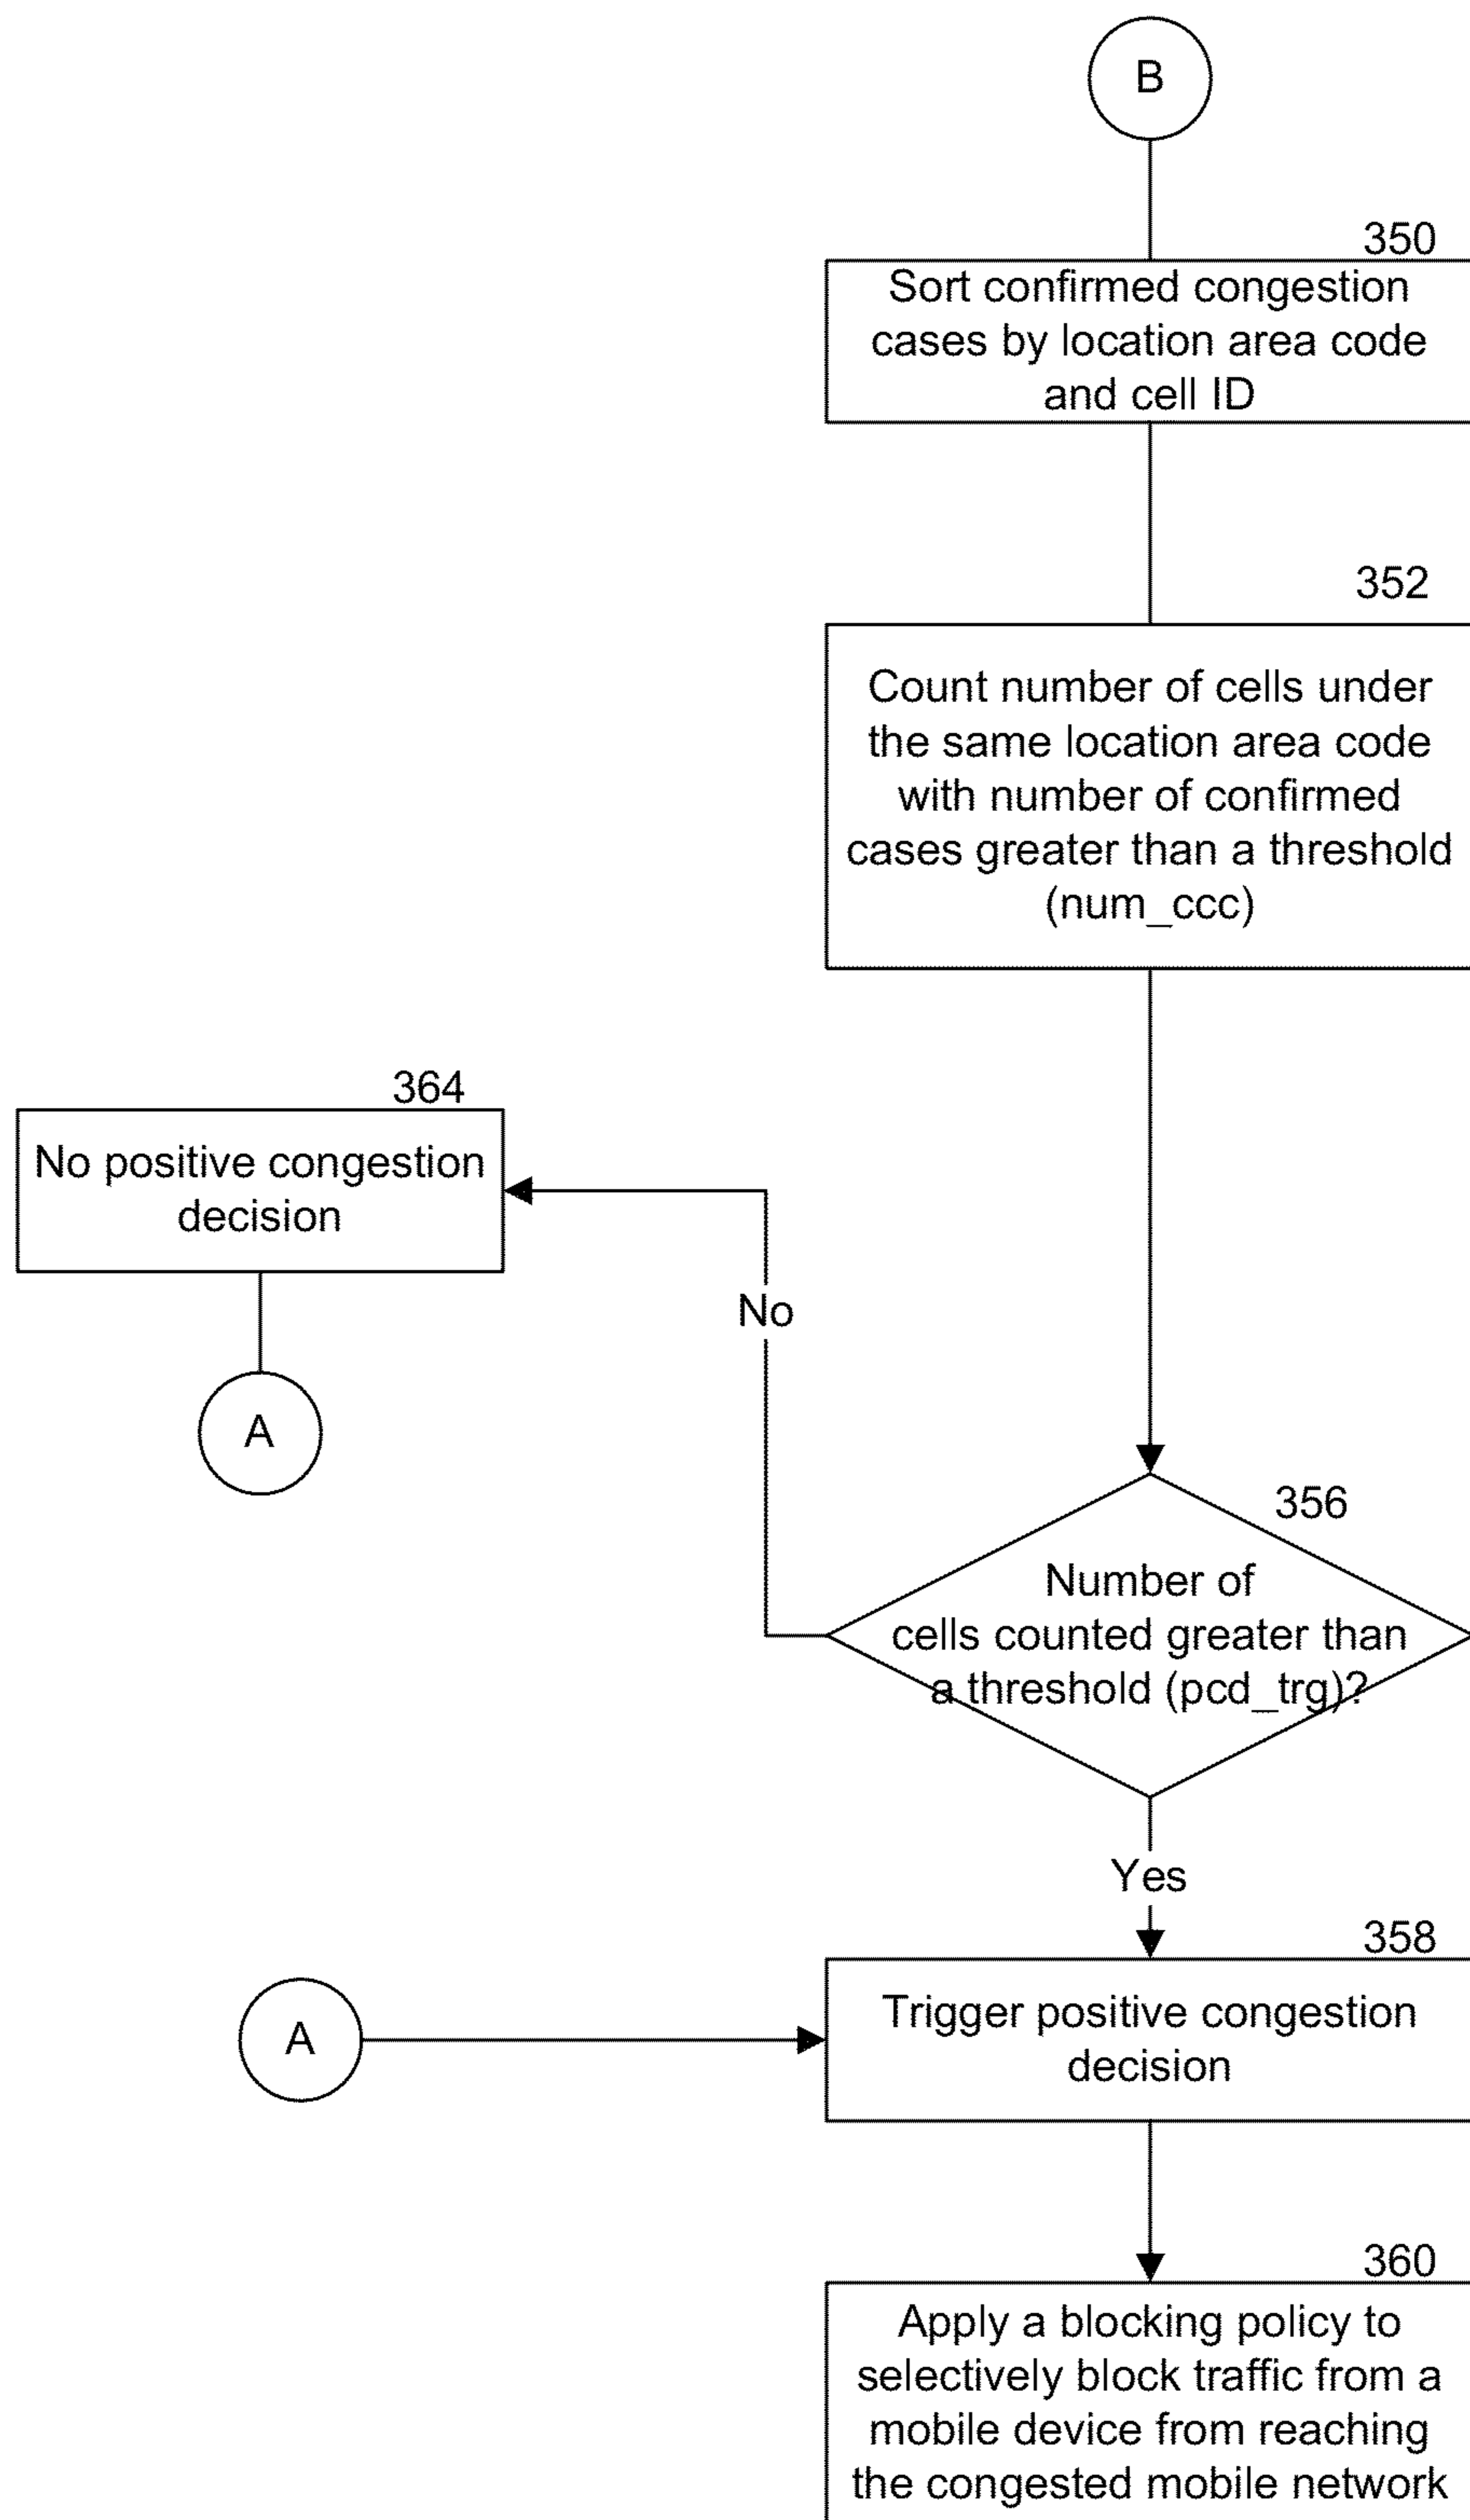 B
350
Sort confirmed congestion
cases by location area code
and cell ID
352
Count number of cells under
the same location area code
with number of confirmed
cases greater than a threshold
(num_ccc)
364
No positive congestion
decision
No
A
356
Number of
cells counted greater than
a threshold (pcd_trg)?
Yes
358
A
Trigger positive congestion
decision
360
Apply a blocking policy to
selectively block traffic from a
mobile device from reaching
the congested mobile network